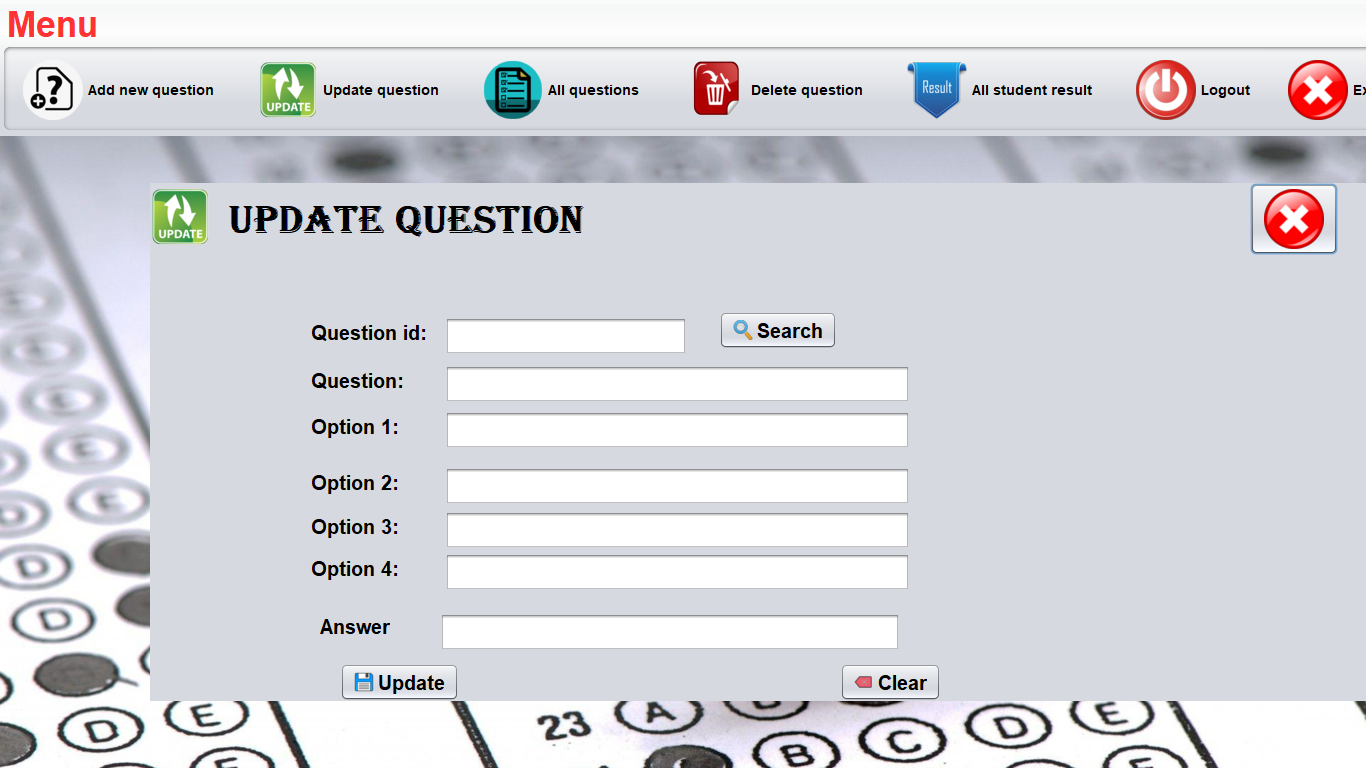 Menu
Add new question
UPDATE
Update question
All questions
Delete question
Result
All student result
Logout
Ex
UPDATE
UPDATE QUESTION
Question id:
Search
Question:
Option 1:
Option 2:
Option 3:
Option 4:
Answer
Update
Clear
D
D
D
E
23
A
B
C
D
E